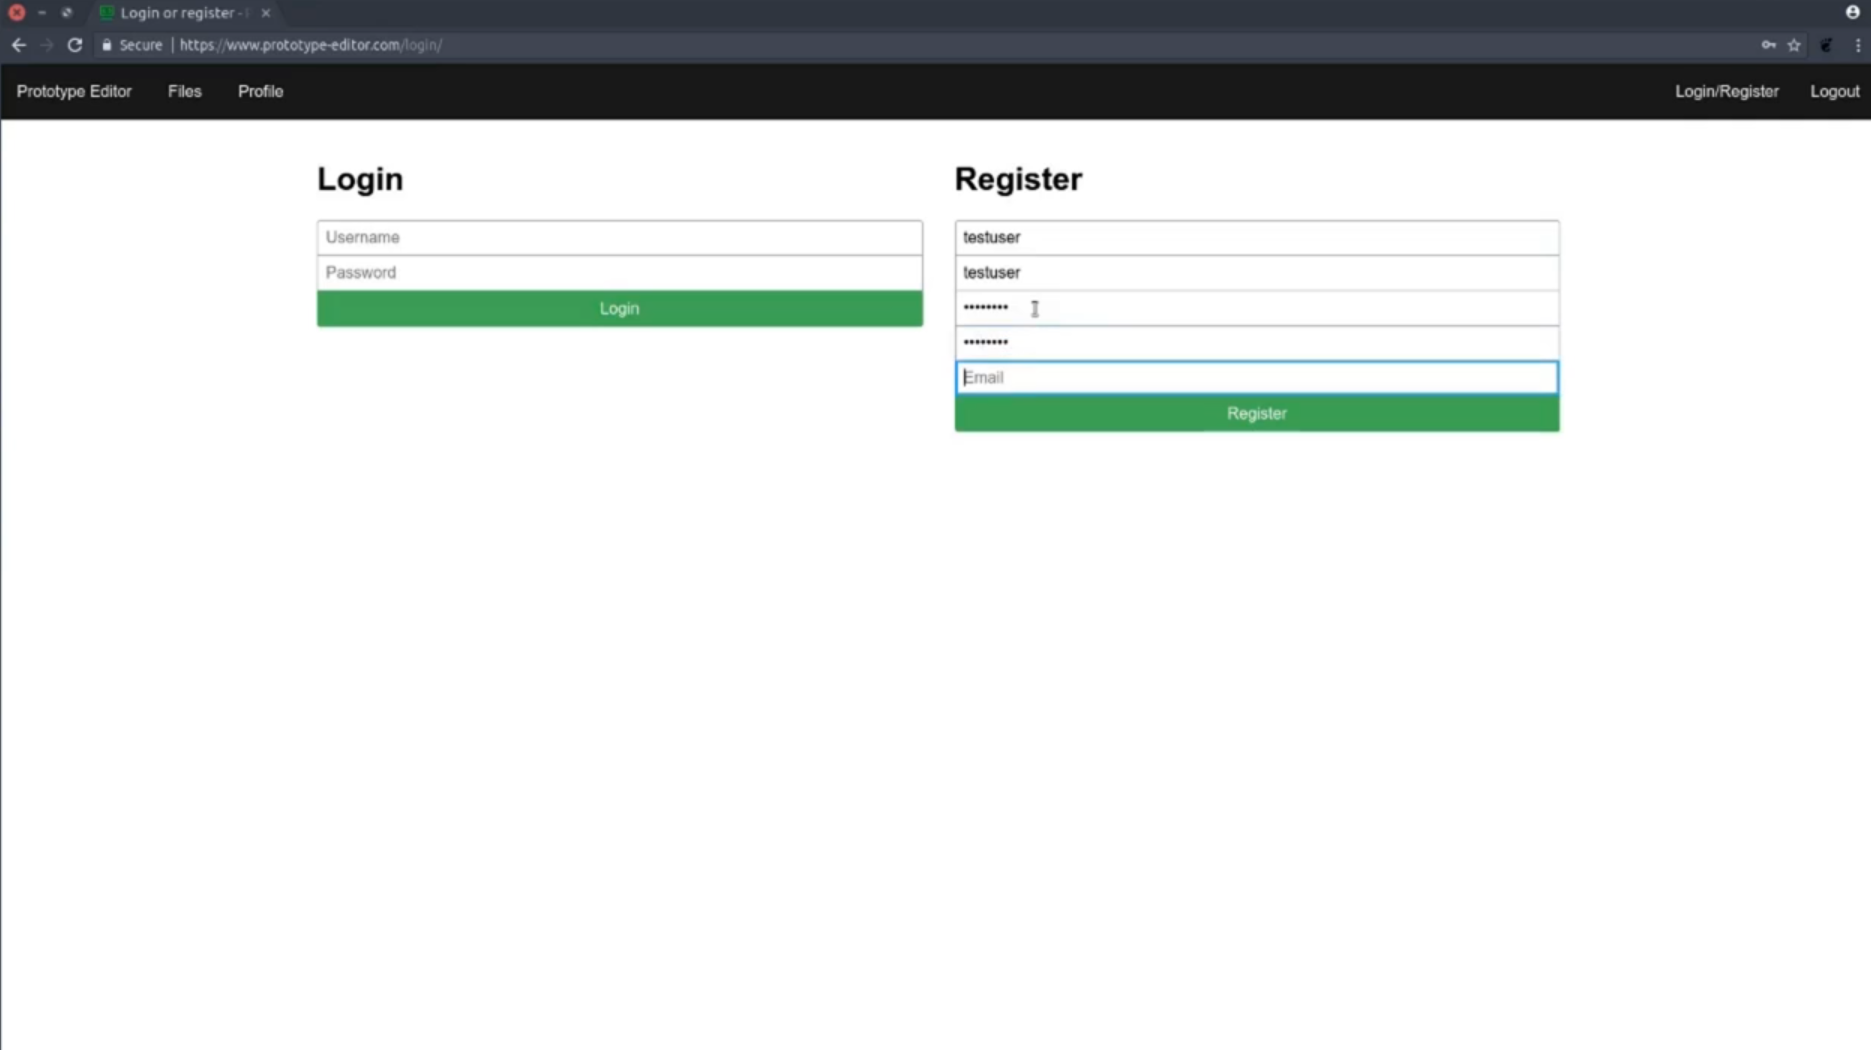 Login or register -
Secure | https://www.prototype-editor.com/login/
Prototype Editor Files Profile Login/Register Logout
Login
Username
Password
Login
Register
testuser
testuser
••••••••
••••••••
Email
Register